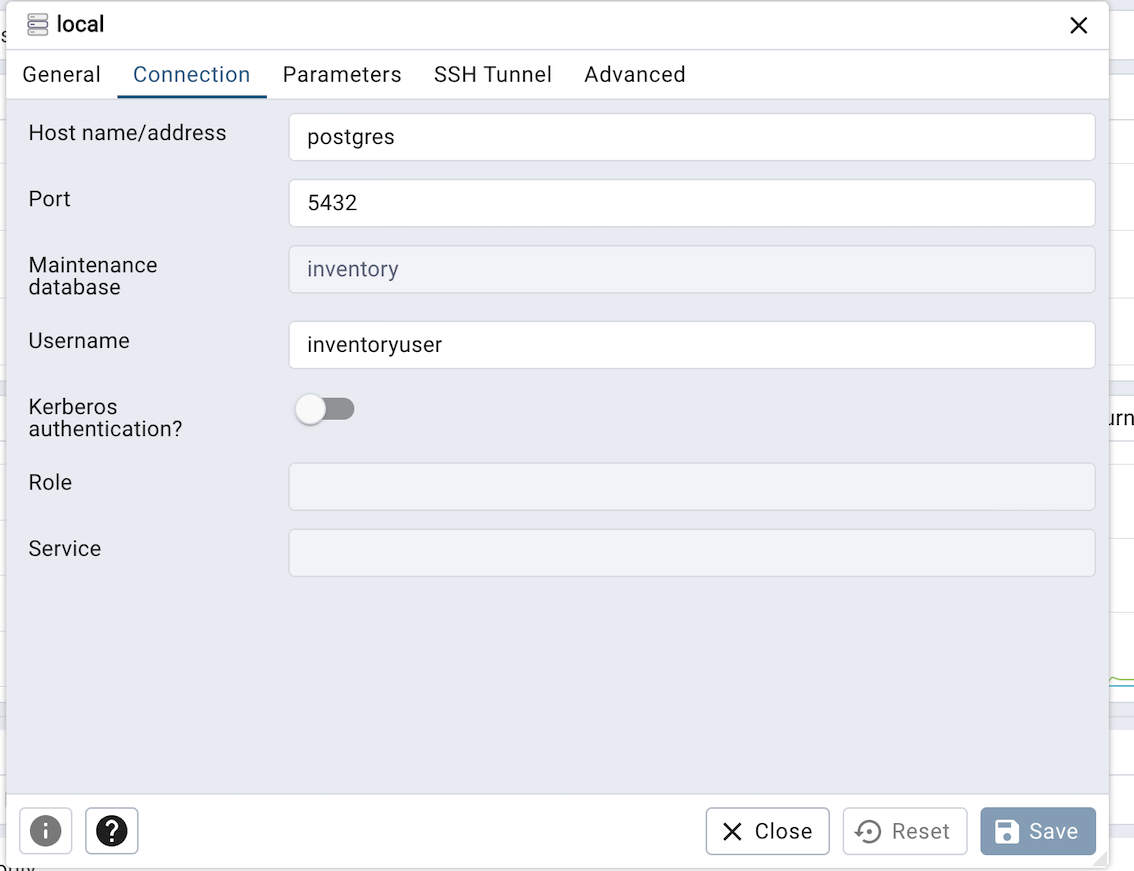 local
General Connection Parameters SSH Tunnel Advanced
Host name/address postgres
Port 5432
Maintenance
database
inventory
Username inventoryuser
Kerberos
authentication?
Role
Service
Close Reset Save